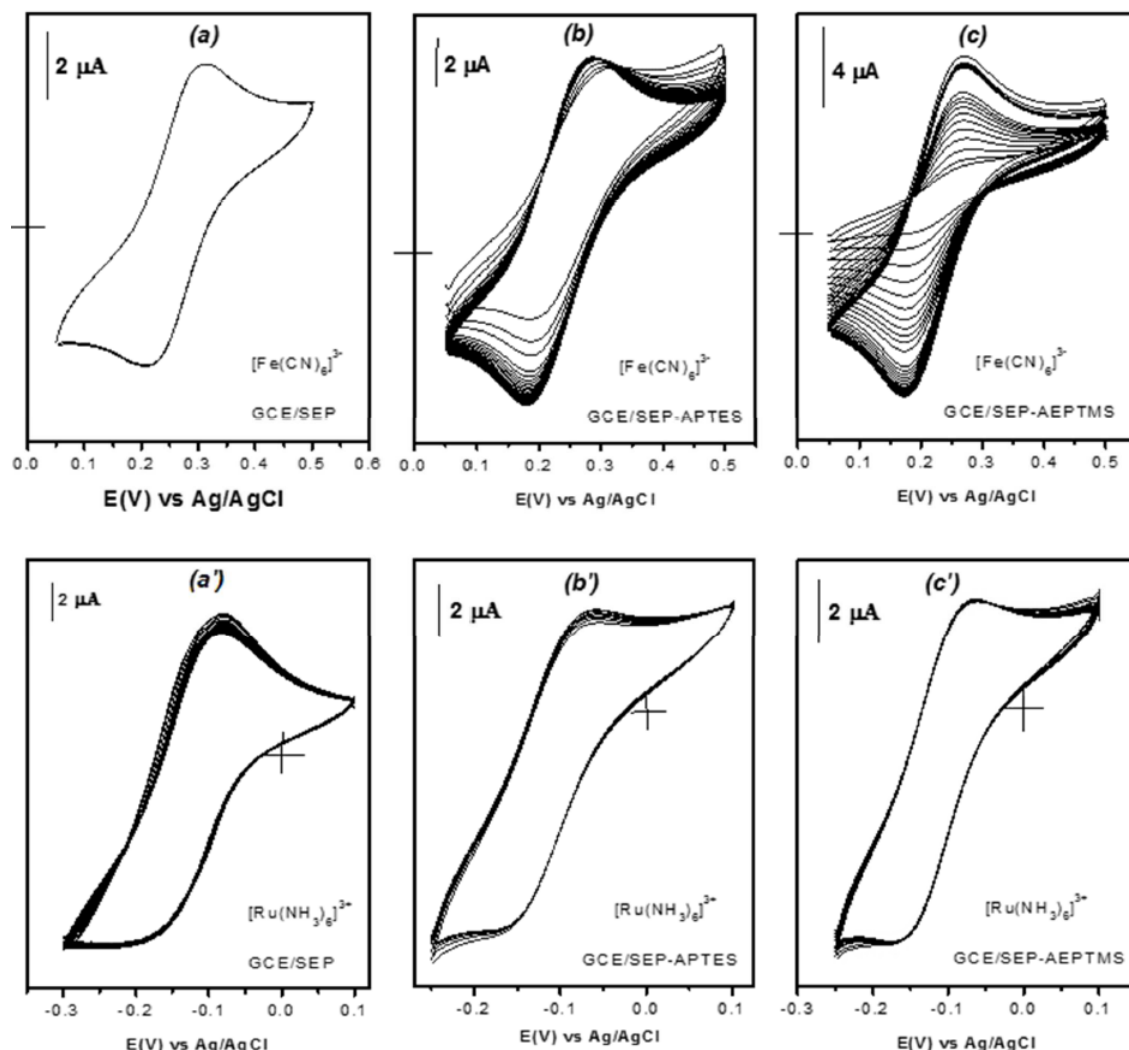 (a)
2 μA
[Fe(CN)₆]³⁻
GCE/SEP
0.0 0.1 0.2 0.3 0.4 0.5 0.6
E(V) vs Ag/AgCl
(b)
2 μA
[Fe(CN)₆]³⁻
GCE/SEP-APTES
0.0 0.1 0.2 0.3 0.4 0.5
E(V) vs Ag/AgCl
(c)
4 μA
[Fe(CN)₆]³⁻
GCE/SEP-AEPTMS
0.0 0.1 0.2 0.3 0.4 0.5
E(V) vs Ag/AgCl
(a')
2 μA
[Ru(NH₃)₆]³⁺
GCE/SEP
-0.3 -0.2 -0.1 0.0 0.1
E(V) vs Ag/AgCl
(b')
2 μA
[Ru(NH₃)₆]³⁺
GCE/SEP-APTES
-0.2 -0.1 0.0 0.1
E(V) vs Ag/AgCl
(c')
2 μA
[Ru(NH₃)₆]³⁺
GCE/SEP-AEPTMS
-0.3 -0.2 -0.1 0.0 0.1
E(V) vs Ag/AgCl